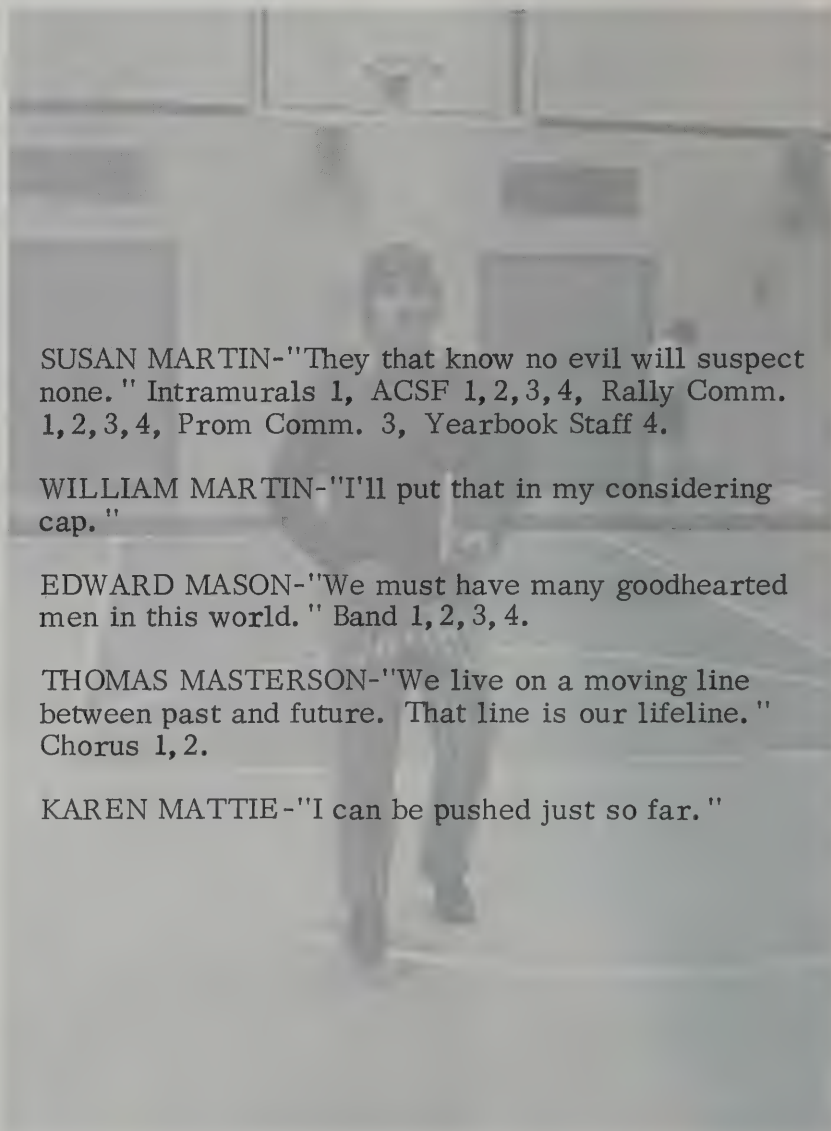 SUSAN MARTIN-"They that know no evil will suspect
none." Intramurals 1, ACSF 1, 2, 3, 4, Rally Comm.
1, 2, 3, 4, Prom Comm. 3, Yearbook Staff 4.
WILLIAM MARTIN-"I'll put that in my considering
cap."
EDWARD MASON-"We must have many goodhearted
men in this world." Band 1, 2, 3, 4.
THOMAS MASTERSON-"We live on a moving line
between past and future. That line is our lifeline."
Chorus 1, 2.
KAREN MATTIE-"I can be pushed just so far."